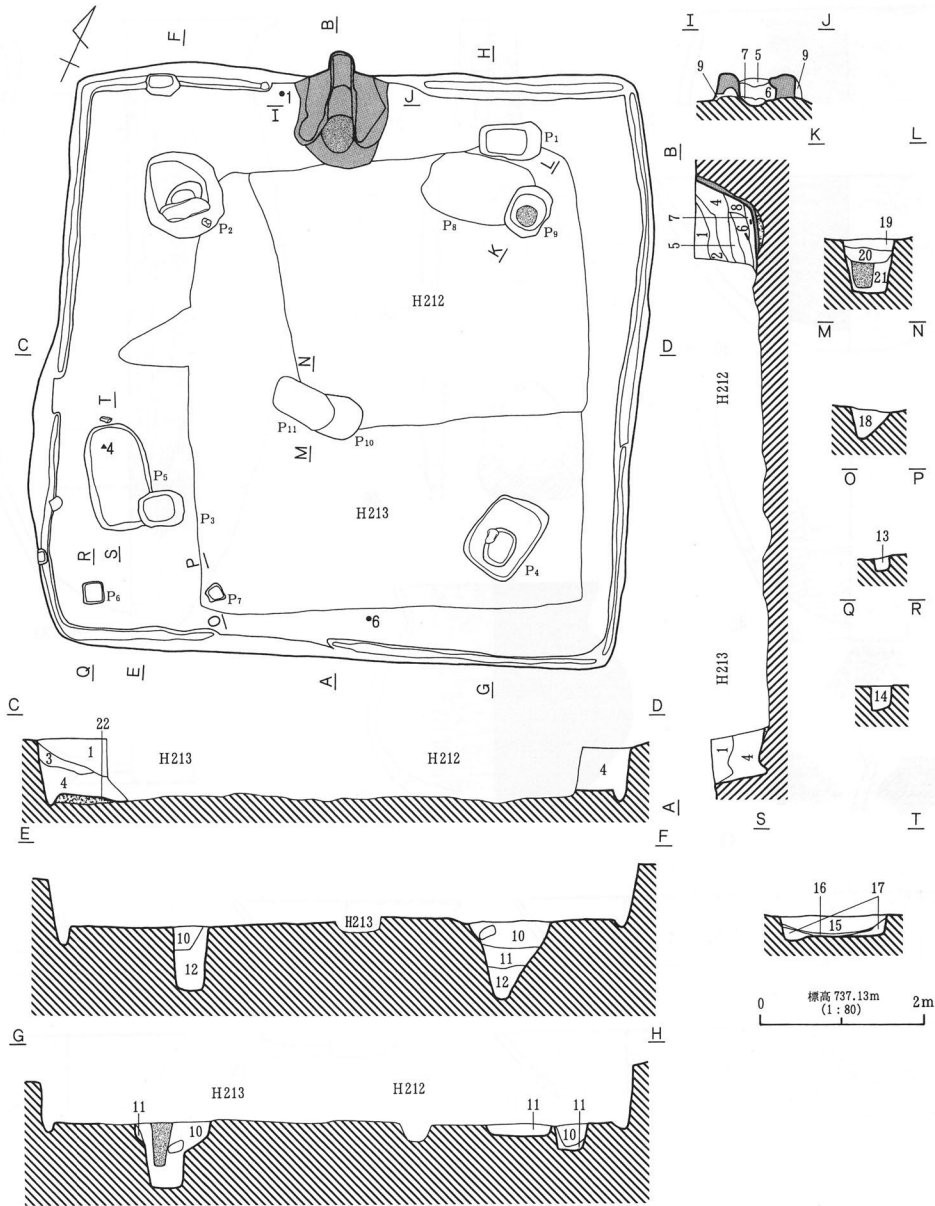 F
B
H
I
J
1
I
J
P₁
L
P₂
P₈
P₉
K
H212
C
D
N
P₁₁
M
P₁₀
T
4
P₅
P₃
H213
P
R
S
P₄
P₆
P₇
O
6
Q
E
A
G
9
7
5
9
6
B
K
L
4
8
7
1
6
5
2
19
20
21
M
N
H212
18
O
P
13
Q
R
H213
14
1
4
A
C
D
22
3
1
H213
H212
4
4
E
F
H213
10
12
10
11
12
S
T
16
17
15
標高 737.13m
0
2m
(1:80)
G
H
H213
H212
11
10
11
11
10